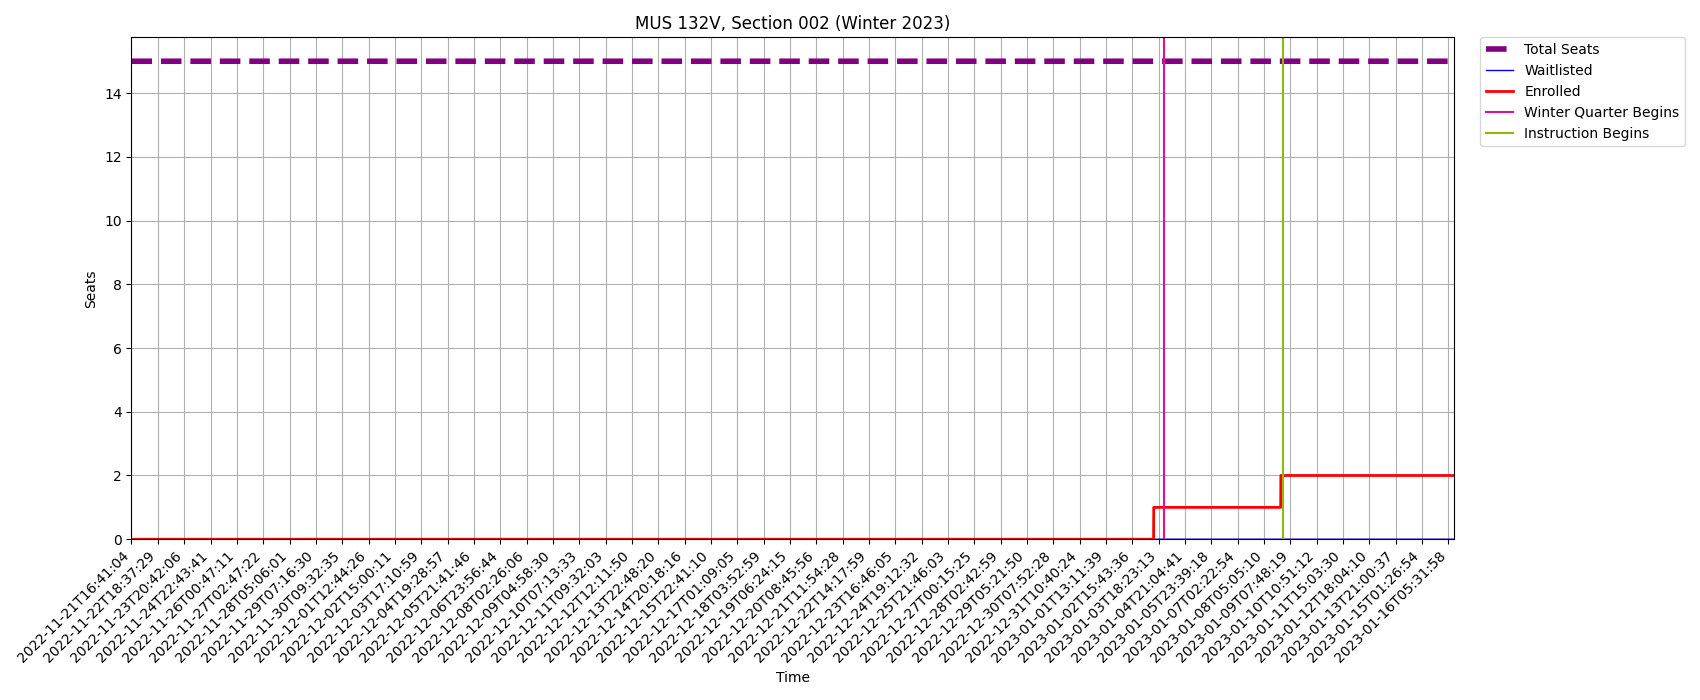 MUS 132V, Section 002 (Winter 2023)
Total Seats
Waitlisted
Enrolled
Winter Quarter Begins
Instruction Begins
14
12
10
8
6
4
2
0
Seats
2022-11-21T16:41:04
2022-11-22T18:37:29
2022-11-23T20:42:06
2022-11-24T22:43:41
2022-11-26T00:47:11
2022-11-27T02:47:22
2022-11-28T05:06:01
2022-11-29T07:16:30
2022-11-30T09:32:35
2022-12-01T12:44:26
2022-12-02T15:00:11
2022-12-03T17:10:59
2022-12-04T19:28:57
2022-12-05T21:41:46
2022-12-06T23:56:44
2022-12-08T02:26:06
2022-12-09T04:58:30
2022-12-10T07:13:33
2022-12-11T09:32:03
2022-12-12T12:11:50
2022-12-13T22:48:20
2022-12-14T20:18:16
2022-12-15T22:41:10
2022-12-17T01:09:05
2022-12-18T03:52:59
2022-12-19T06:24:15
2022-12-20T08:45:56
2022-12-21T11:54:28
2022-12-22T14:17:59
2022-12-23T16:46:05
2022-12-24T19:12:32
2022-12-25T21:46:03
2022-12-27T00:15:25
2022-12-28T02:42:59
2022-12-29T05:21:50
2022-12-30T07:52:28
2022-12-31T10:40:24
2023-01-01T13:11:39
2023-01-02T15:43:36
2023-01-03T18:23:13
2023-01-04T21:04:41
2023-01-05T23:39:18
2023-01-07T02:22:54
2023-01-08T05:05:10
2023-01-09T07:48:19
2023-01-10T10:51:12
2023-01-11T15:03:30
2023-01-12T18:04:10
2023-01-13T21:00:37
2023-01-15T01:26:54
2023-01-16T05:31:58
Time